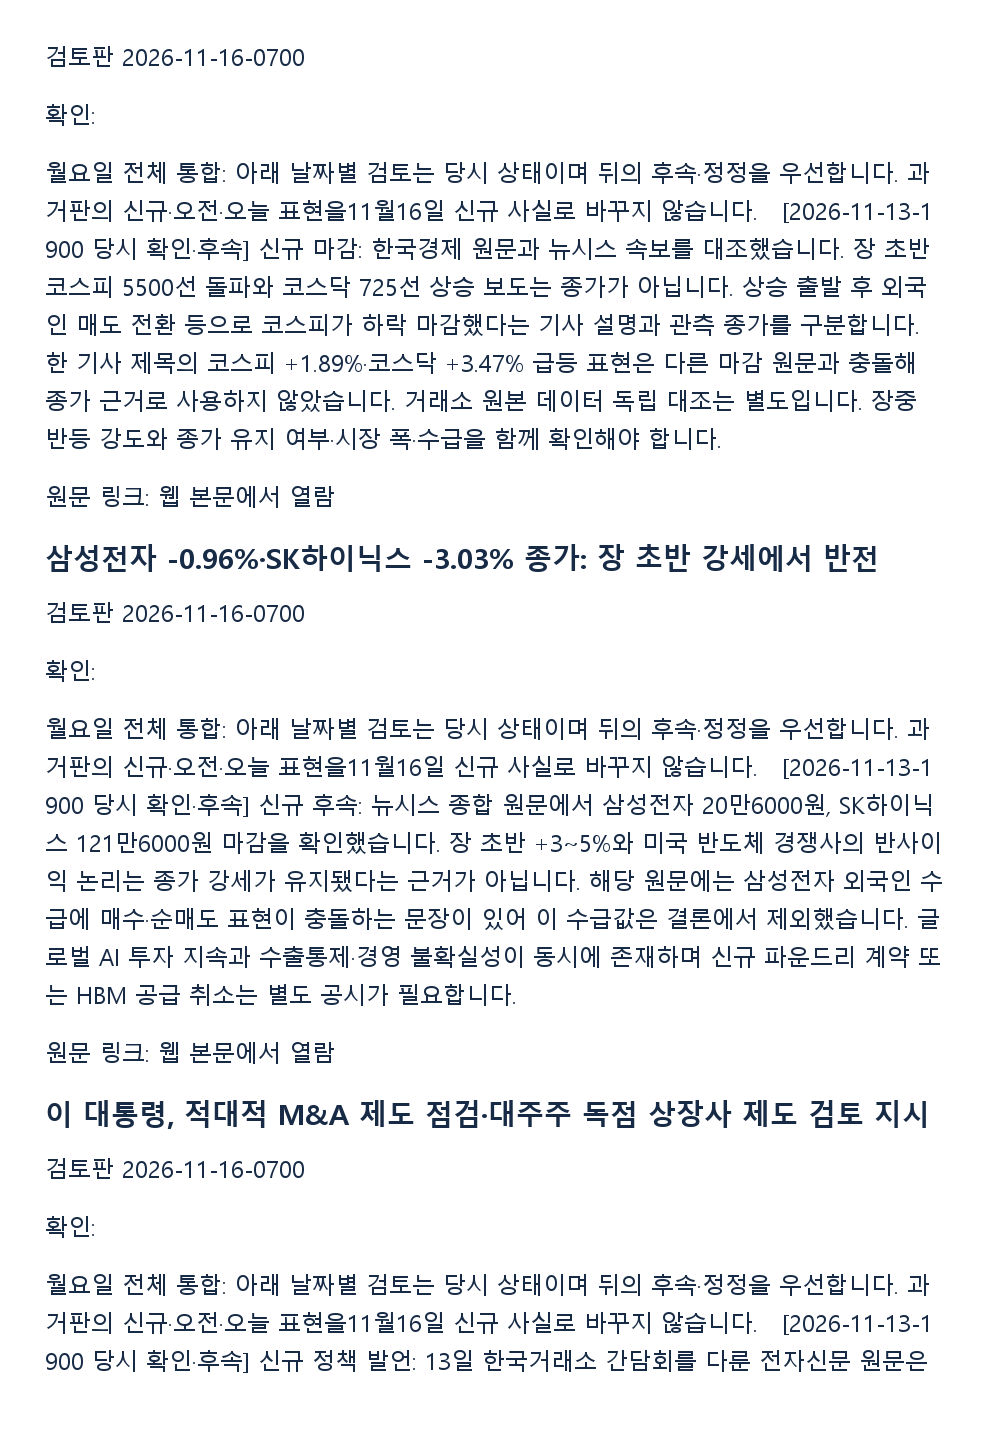 검토판 2026-11-16-0700
확인:
월요일 전체 통합: 아래 날짜별 검토는 당시 상태이며 뒤의 후속·정정을 우선합니다. 과
거판의 신규·오전·오늘 표현을11월16일 신규 사실로 바꾸지 않습니다. [2026-11-13-1
900 당시 확인·후속] 신규 마감: 한국경제 원문과 뉴시스 속보를 대조했습니다. 장 초반
코스피 5500선 돌파와 코스닥 725선 상승 보도는 종가가 아닙니다. 상승 출발 후 외국
인 매도 전환 등으로 코스피가 하락 마감했다는 기사 설명과 관측 종가를 구분합니다.
한 기사 제목의 코스피 +1.89%·코스닥 +3.47% 급등 표현은 다른 마감 원문과 충돌해
종가 근거로 사용하지 않았습니다. 거래소 원본 데이터 독립 대조는 별도입니다. 장중
반등 강도와 종가 유지 여부·시장 폭·수급을 함께 확인해야 합니다.
원문 링크: 웹 본문에서 열람
삼성전자 -0.96%·SK하이닉스 -3.03% 종가: 장 초반 강세에서 반전
검토판 2026-11-16-0700
확인:
월요일 전체 통합: 아래 날짜별 검토는 당시 상태이며 뒤의 후속·정정을 우선합니다. 과
거판의 신규·오전·오늘 표현을11월16일 신규 사실로 바꾸지 않습니다. [2026-11-13-1
900 당시 확인·후속] 신규 후속: 뉴시스 종합 원문에서 삼성전자 20만6000원, SK하이닉
스 121만6000원 마감을 확인했습니다. 장 초반 +3~5%와 미국 반도체 경쟁사의 반사이
익 논리는 종가 강세가 유지됐다는 근거가 아닙니다. 해당 원문에는 삼성전자 외국인 수
급에 매수·순매도 표현이 충돌하는 문장이 있어 이 수급값은 결론에서 제외했습니다. 글
로벌 AI 투자 지속과 수출통제·경영 불확실성이 동시에 존재하며 신규 파운드리 계약 또
는 HBM 공급 취소는 별도 공시가 필요합니다.
원문 링크: 웹 본문에서 열람
이 대통령, 적대적 M&A 제도 점검·대주주 독점 상장사 제도 검토 지시
검토판 2026-11-16-0700
확인:
월요일 전체 통합: 아래 날짜별 검토는 당시 상태이며 뒤의 후속·정정을 우선합니다. 과
거판의 신규·오전·오늘 표현을11월16일 신규 사실로 바꾸지 않습니다. [2026-11-13-1
900 당시 확인·후속] 신규 정책 발언: 13일 한국거래소 간담회를 다룬 전자신문 원문은